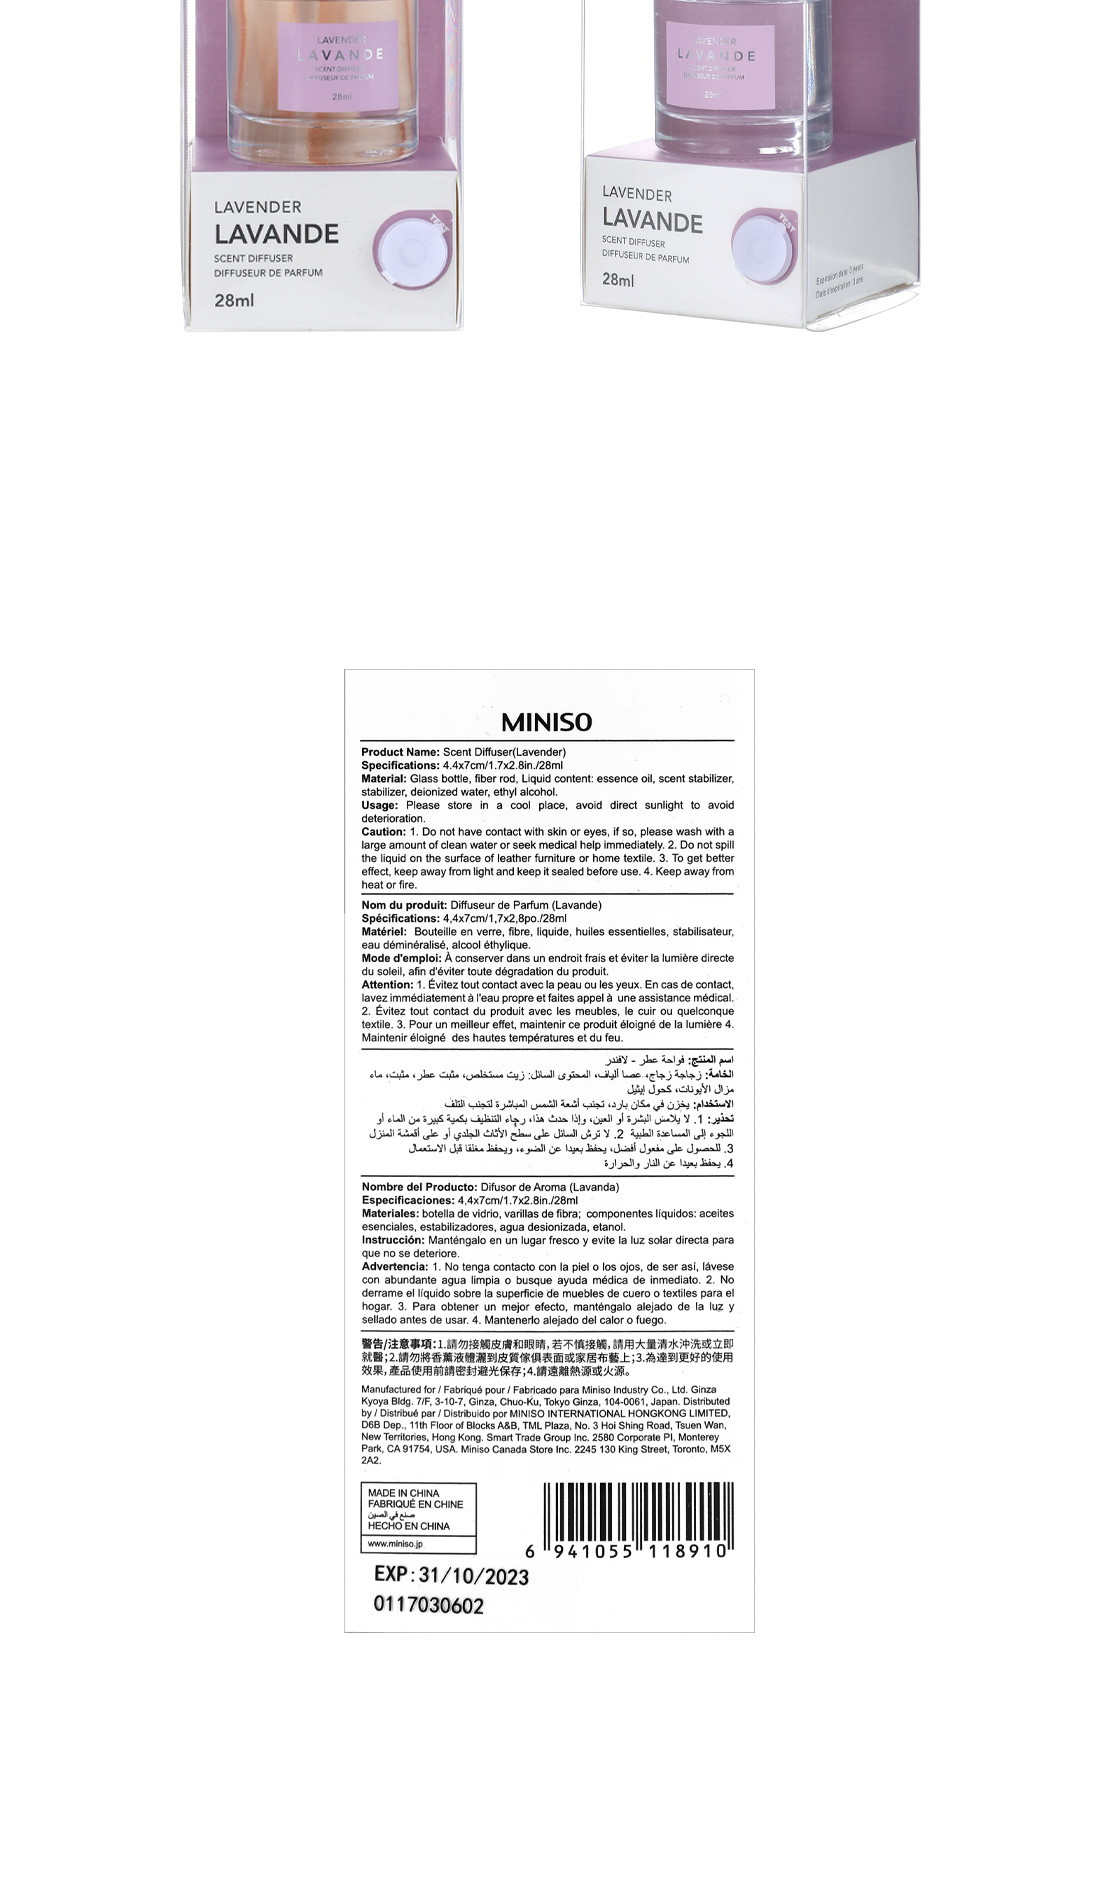 LAVENDER
LAVANDE
SCENT DIFFUSER
DIFFUSEUR DE PARFUM
28ml
LAVENDER
LAVANDE
SCENT DIFFUSER
DIFFUSEUR DE PARFUM
28ml
TEST
LAVENDER
LAVANDE
SCENT DIFFUSER
DIFFUSEUR DE PARFUM
28m
LAVENDER
LAVANDE
SCENT DIFFUSER
DIFFUSEUR DE PARFUM
28ml
TEST
Expiration date: 3 years
Date d'expiration: 3 ans
MINISO
Product Name: Scent Diffuser(Lavender)
Specifications: 4.4x7cm/1.7x2.8in./28ml
Material: Glass bottle, fiber rod, Liquid content: essence oil, scent stabilizer,
stabilizer, deionized water, ethyl alcohol.
Usage: Please store in a cool place, avoid direct sunlight to avoid
deterioration.
Caution: 1. Do not have contact with skin or eyes, if so, please wash with a
large amount of clean water or seek medical help immediately. 2. Do not spill
the liquid on the surface of leather furniture or home textile. 3. To get better
effect, keep away from light and keep it sealed before use. 4. Keep away from
heat or fire.
Nom du produit: Diffuseur de Parfum (Lavande)
Spécifications: 4,4x7cm/1,7x2,8po./28ml
Matériel: Bouteille en verre, fibre, liquide, huiles essentielles, stabilisateur,
eau déminéralisé, alcool éthylique.
Mode d'emploi: À conserver dans un endroit frais et éviter la lumière directe
du soleil, afin d'éviter toute dégradation du produit.
Attention: 1. Évitez tout contact avec la peau ou les yeux. En cas de contact,
lavez immédiatement à l'eau propre et faites appel à une assistance médical.
2. Évitez tout contact du produit avec les meubles, le cuir ou quelconque
textile. 3. Pour un meilleur effet, maintenir ce produit éloigné de la lumière 4.
Maintenir éloigné des hautes températures et du feu.
اسم المنتج: فواحة عطر - لافندر
الخامة: زجاجة زجاج، عصا ألياف، المحتوى السائل: زيت مستخلص، مثبت عطر، مثبت، ماء
مزال الأيونات، كحول إيثيل
الاستخدام: يخزن في مكان بارد، تجنب أشعة الشمس المباشرة لتجنب التلف
تحذير: 1. لا يلامس البشرة أو العين، وإذا حدث هذا، رجاء التنظيف بكمية كبيرة من الماء أو
اللجوء إلى المساعدة الطبية 2. لا ترش السائل على سطح الأثاث الجلدي أو على أقمشة المنزل
3. للحصول على مفعول أفضل، يحفظ بعيدا عن الضوء، ويحفظ مغلقا قبل الاستعمال
4. يحفظ بعيدا عن النار والحرارة
Nombre del Producto: Difusor de Aroma (Lavanda)
Especificaciones: 4,4x7cm/1.7x2.8in./28ml
Materiales: botella de vidrio, varillas de fibra; componentes líquidos: aceites
esenciales, estabilizadores, agua desionizada, etanol.
Instrucción: Manténgalo en un lugar fresco y evite la luz solar directa para
que no se deteriore.
Advertencia: 1. No tenga contacto con la piel o los ojos, de ser así, lávese
con abundante agua limpia o busque ayuda médica de inmediato. 2. No
derrame el líquido sobre la superficie de muebles de cuero o textiles para el
hogar. 3. Para obtener un mejor efecto, manténgalo alejado de la luz y
sellado antes de usar. 4. Mantenerlo alejado del calor o fuego.
警告/注意事項:1.請勿接觸皮膚和眼睛,若不慎接觸,請用大量清水沖洗或立即
就醫;2.請勿將香薰液體灑到皮質傢俱表面或家居布藝上;3.為達到更好的使用
效果,產品使用前請密封避光保存;4.請遠離熱源或火源。
Manufactured for / Fabriqué pour / Fabricado para Miniso Industry Co., Ltd. Ginza
Kyoya Bldg. 7/F, 3-10-7, Ginza, Chuo-Ku, Tokyo Ginza, 104-0061, Japan. Distributed
by / Distribué par / Distribuido por MINISO INTERNATIONAL HONGKONG LIMITED,
D6B Dep., 11th Floor of Blocks A&B, TML Plaza, No. 3 Hoi Shing Road, Tsuen Wan,
New Territories, Hong Kong. Smart Trade Group Inc. 2580 Corporate Pl, Monterey
Park, CA 91754, USA. Miniso Canada Store Inc. 2245 130 King Street, Toronto, M5X
2A2.
MADE IN CHINA
FABRIQUÉ EN CHINE
صنع في الصين
HECHO EN CHINA
www.miniso.jp
6 941055 118910
EXP:31/10/2023
0117030602